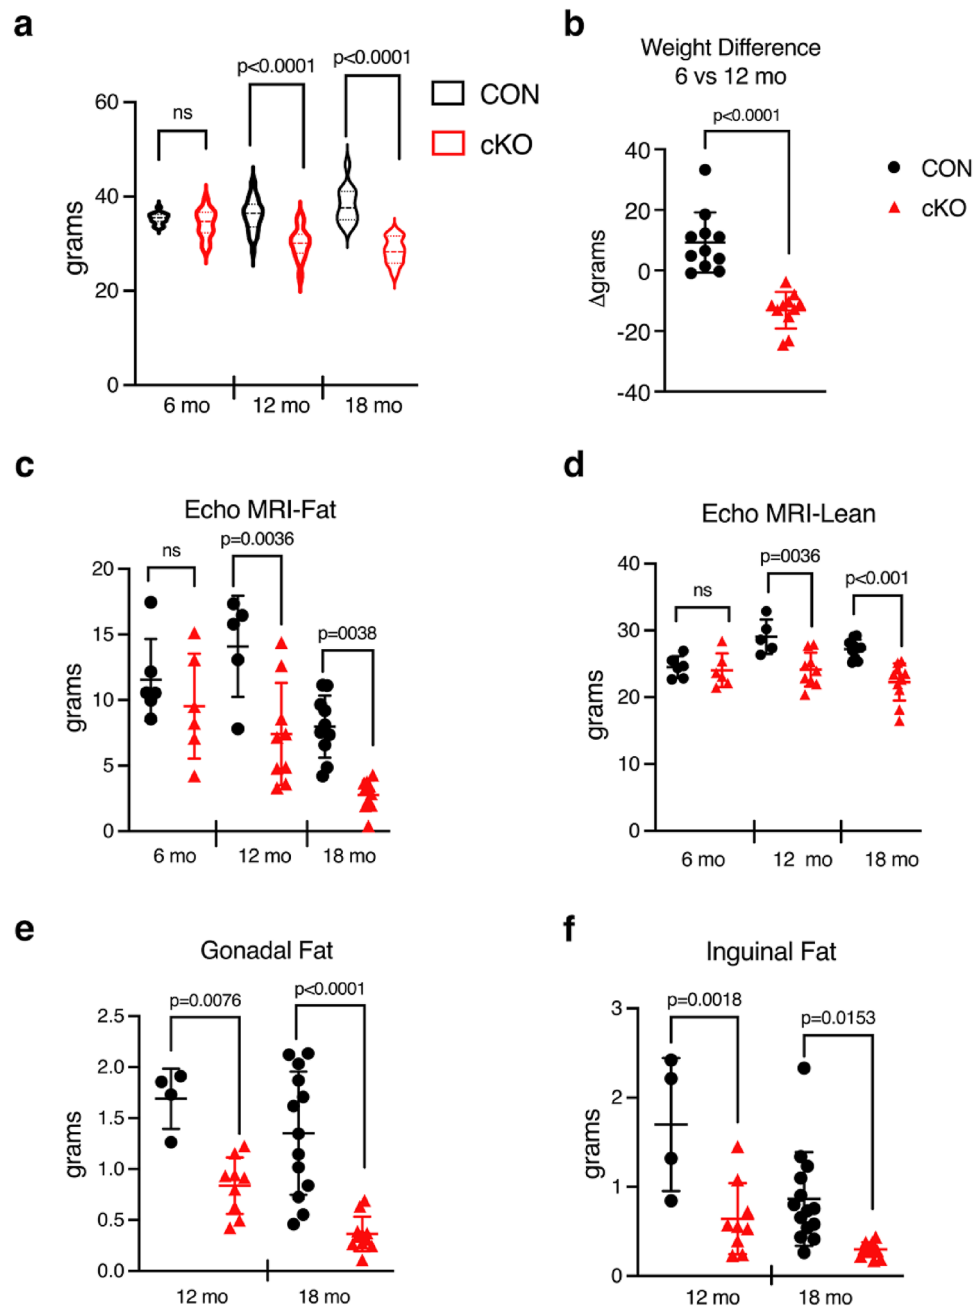 a
p<0.0001
p<0.0001
ns
CON
cKO
60
40
20
0
grams
6 mo
12 mo
18 mo
b
Weight Difference
6 vs 12 mo
p<0.0001
CON
cKO
40
20
0
-20
-40
Δgrams
c
Echo MRI-Fat
ns
p=0.0036
p=0038
20
15
10
5
0
grams
6 mo
12 mo
18 mo
d
Echo MRI-Lean
ns
p=0036
p<0.001
40
30
20
10
0
grams
6 mo
12 mo
18 mo
e
Gonadal Fat
p=0.0076
p<0.0001
2.5
2.0
1.5
1.0
0.5
0.0
grams
12 mo
18 mo
f
Inguinal Fat
p=0.0018
p=0.0153
3
2
1
0
grams
12 mo
18 mo